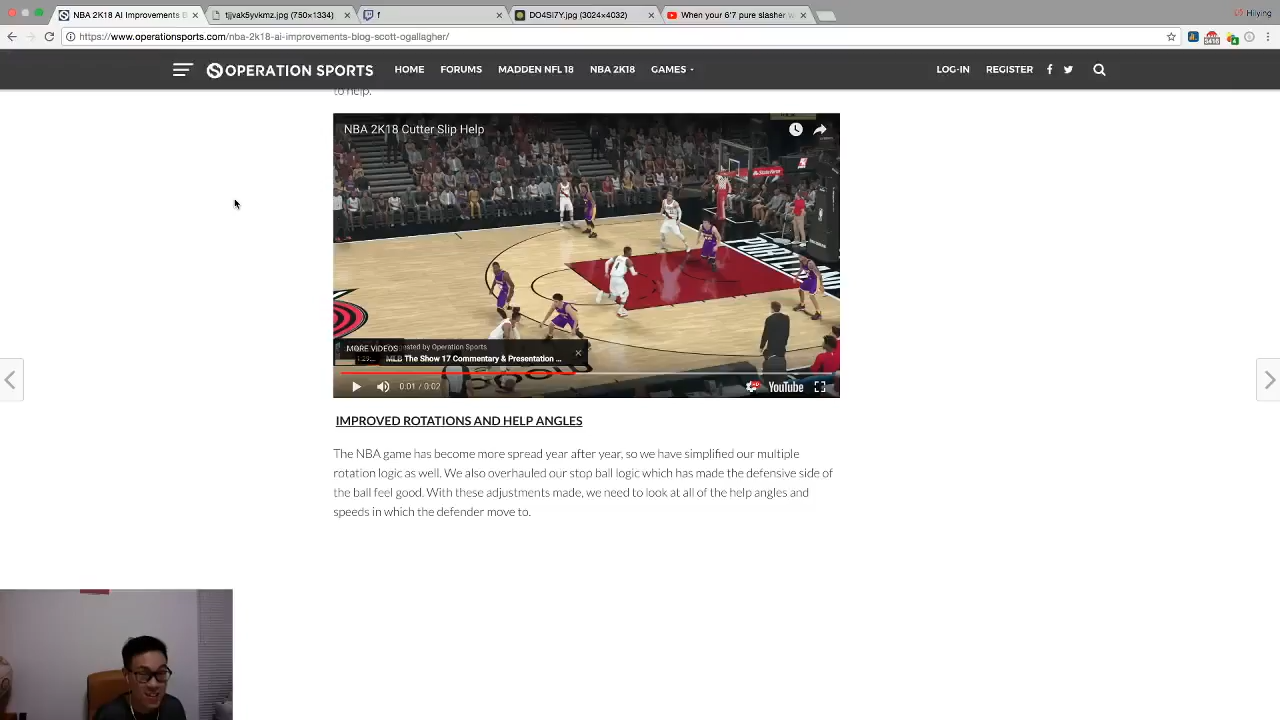 NBA 2K18 AI Improvements B
tjjvak5yvkmz.jpg (750×1334)
f
DO4Si7Y.jpg (3024×4032)
When your 6'7 pure slasher w
Hilying
https://www.operationsports.com/nba-2k18-ai-improvements-blog-scott-ogallagher/
OPERATION SPORTS
HOME
FORUMS
MADDEN NFL 18
NBA 2K18
GAMES
LOG-IN
REGISTER
to help.
NBA 2K18 Cutter Slip Help
MORE VIDEOS
MLB The Show 17 Commentary & Presentation ...
0:01 / 0:02
YouTube
IMPROVED ROTATIONS AND HELP ANGLES
The NBA game has become more spread year after year, so we have simplified our multiple
rotation logic as well. We also overhauled our stop ball logic which has made the defensive side of
the ball feel good. With these adjustments made, we need to look at all of the help angles and
speeds in which the defender move to.